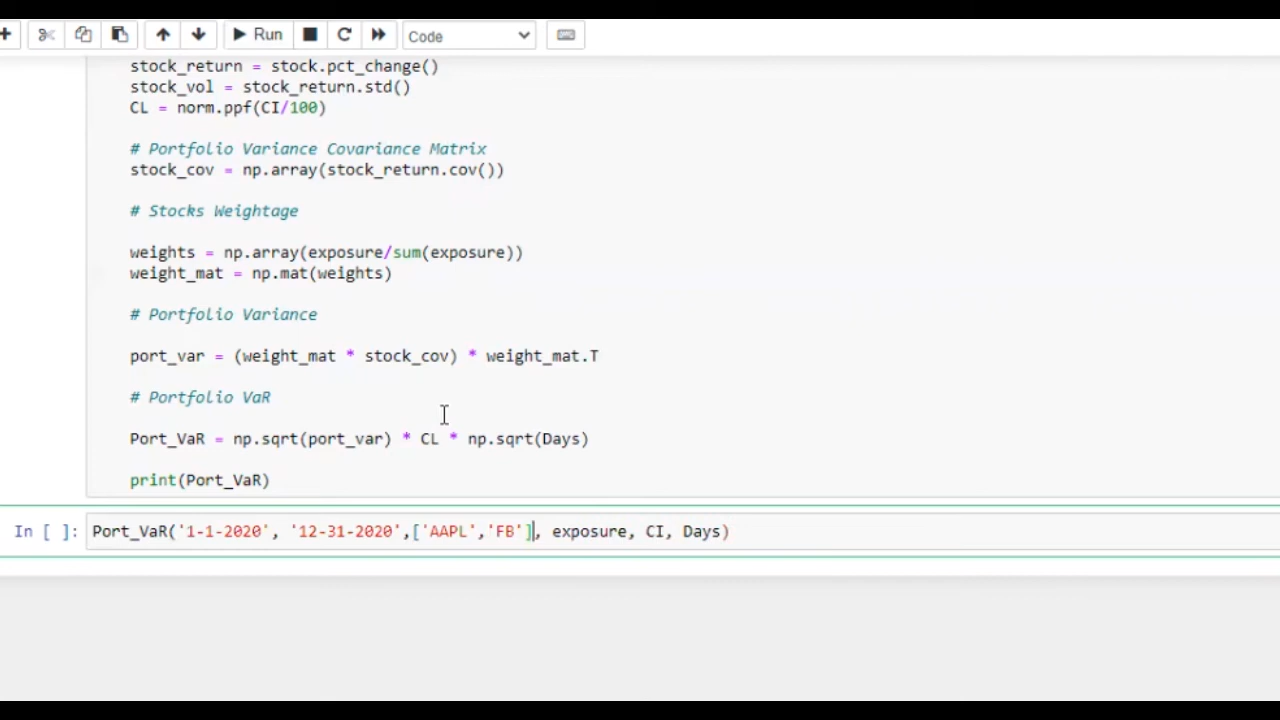 Run
Code
stock_return = stock.pct_change()
stock_vol = stock_return.std()
CL = norm.ppf(CI/100)
# Portfolio Variance Covariance Matrix
stock_cov = np.array(stock_return.cov())
# Stocks Weightage
weights = np.array(exposure/sum(exposure))
weight_mat = np.mat(weights)
# Portfolio Variance
port_var = (weight_mat * stock_cov) * weight_mat.T
# Portfolio VaR
Port_VaR = np.sqrt(port_var) * CL * np.sqrt(Days)
print(Port_VaR)
In [ ]: Port_VaR('1-1-2020', '12-31-2020',['AAPL','FB'], exposure, CI, Days)